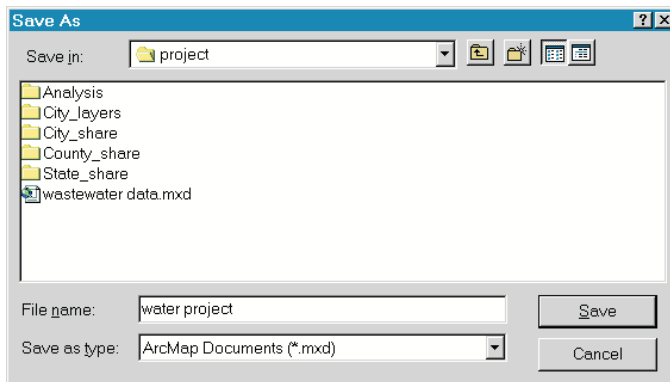 Save As
Save in: project
Analysis
City_layers
City_share
County_share
State_share
wastewater data.mxd
File name: water project Save
Save as type: ArcMap Documents (*.mxd) Cancel